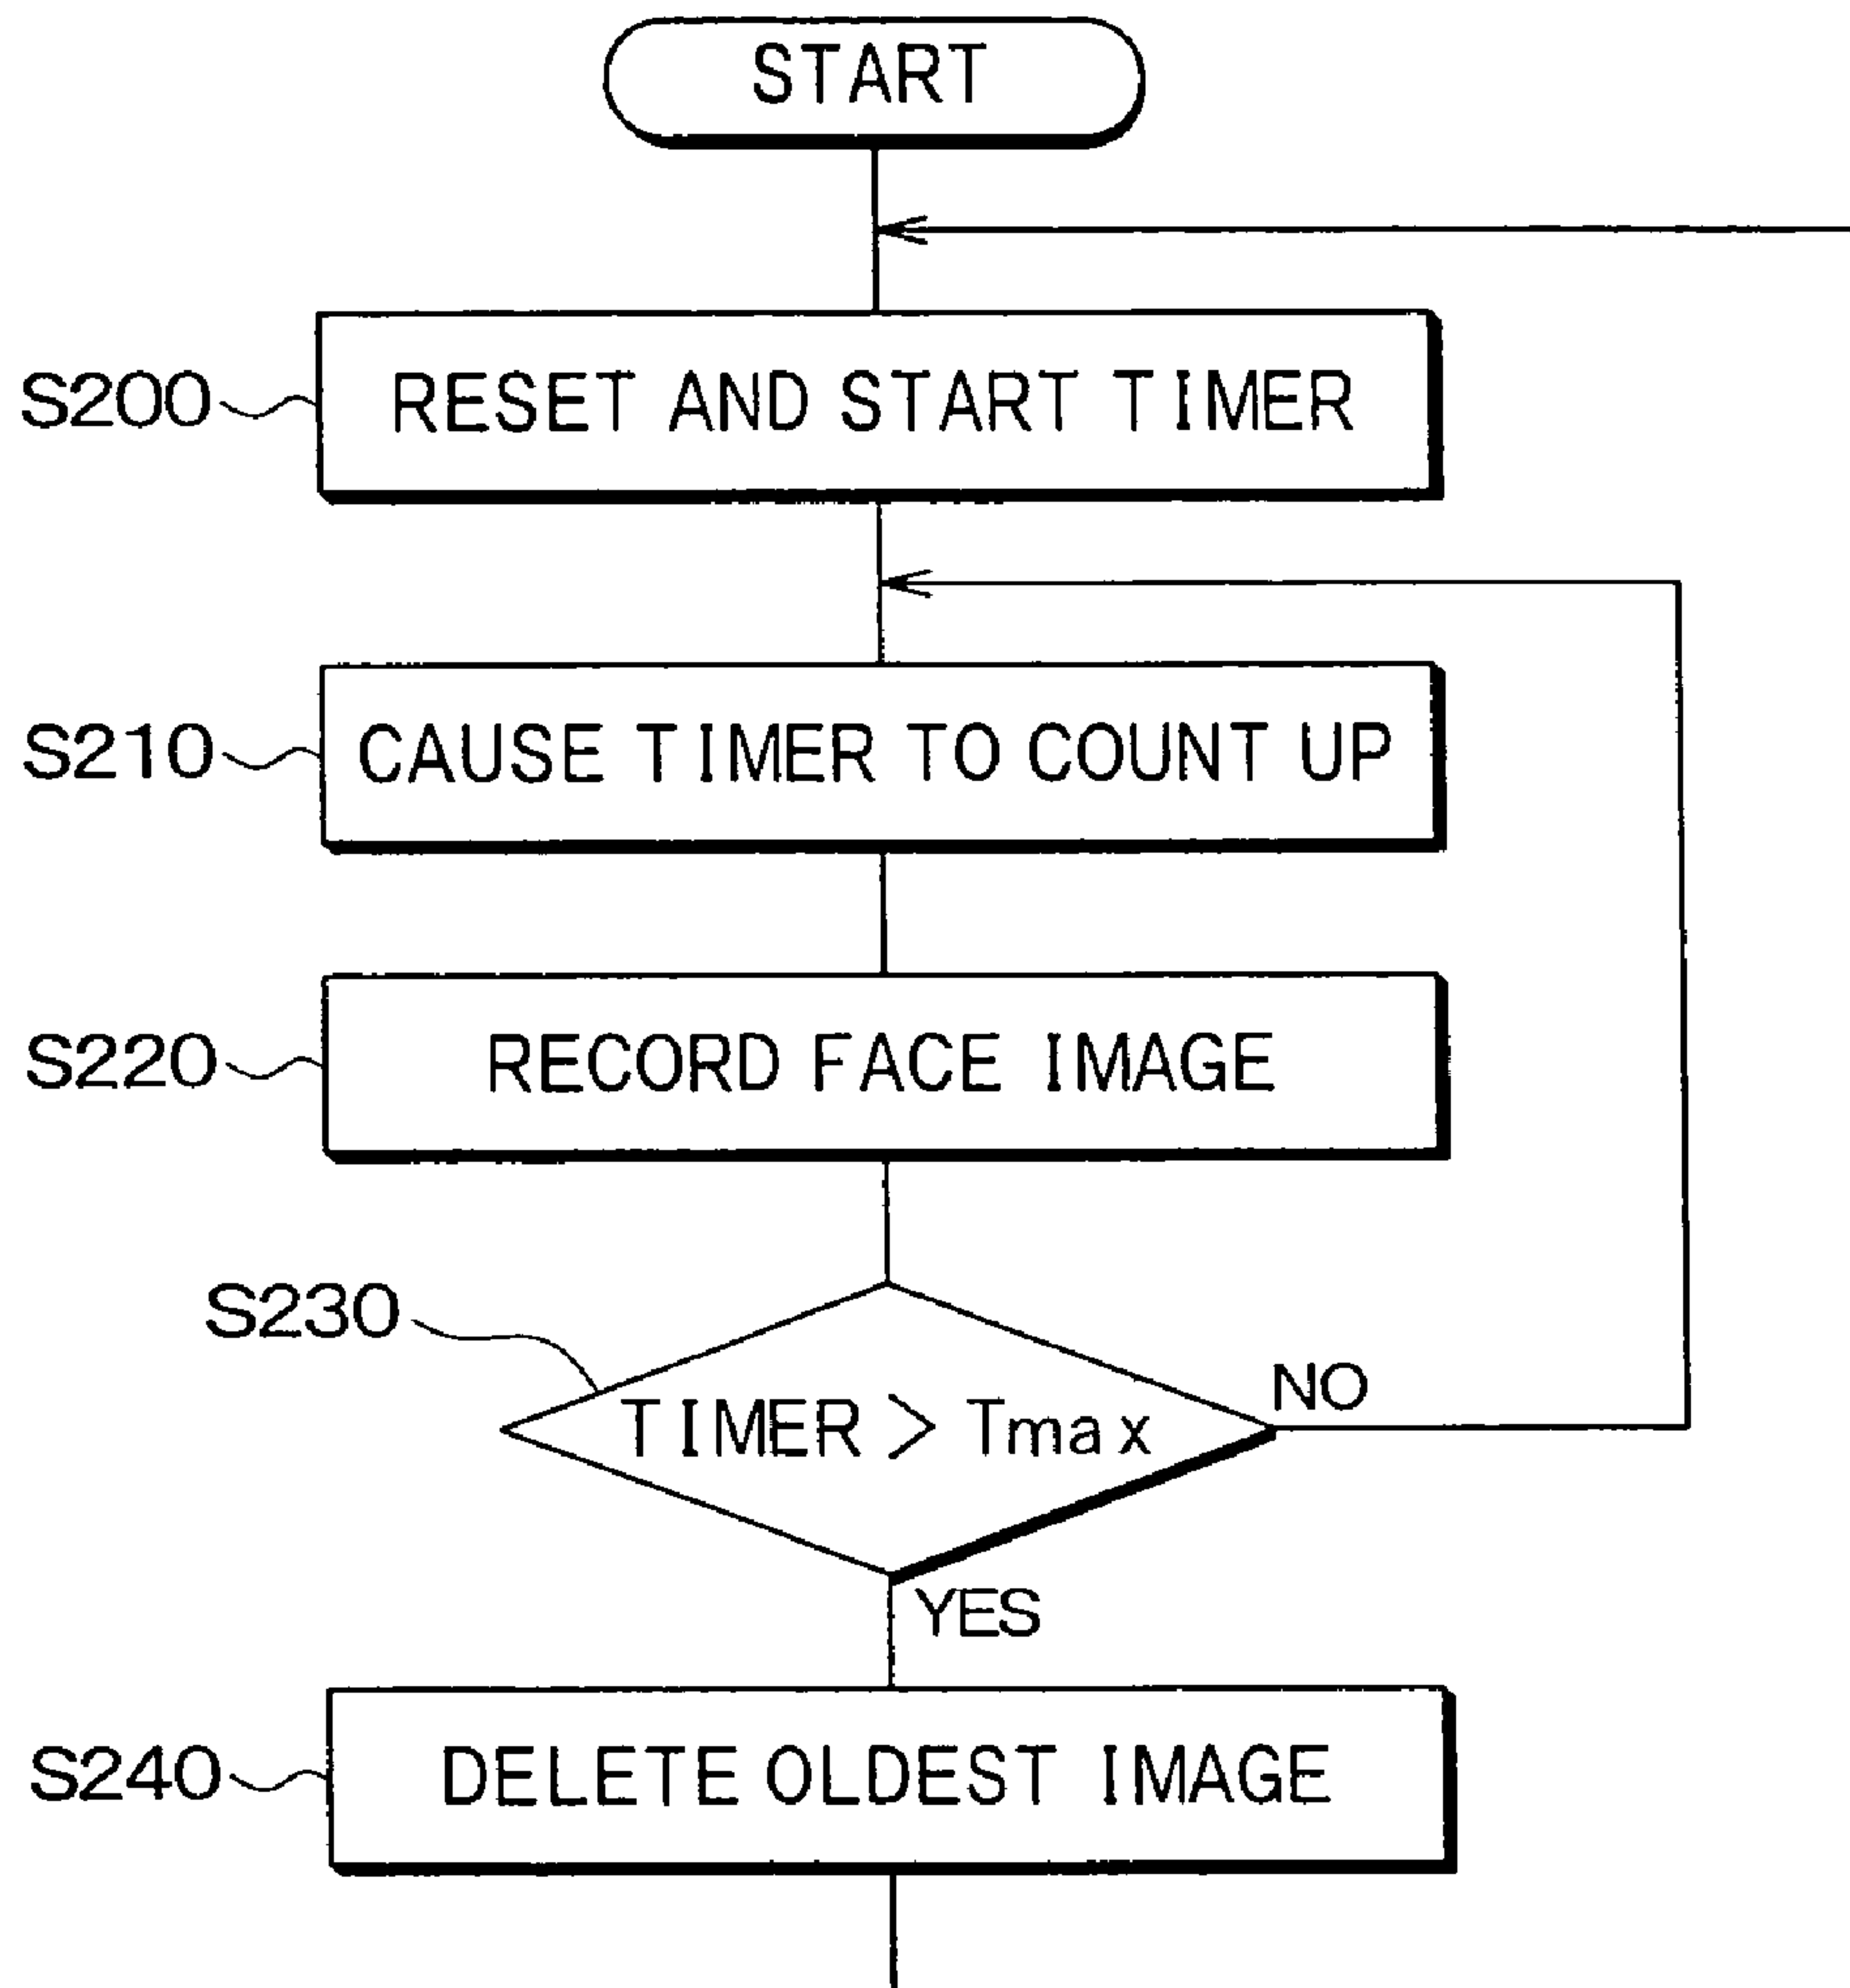 START
S200
RESET AND START TIMER
S210
CAUSE TIMER TO COUNT UP
S220
RECORD FACE IMAGE
S230
TIMER > Tmax
NO
YES
S240
DELETE OLDEST IMAGE